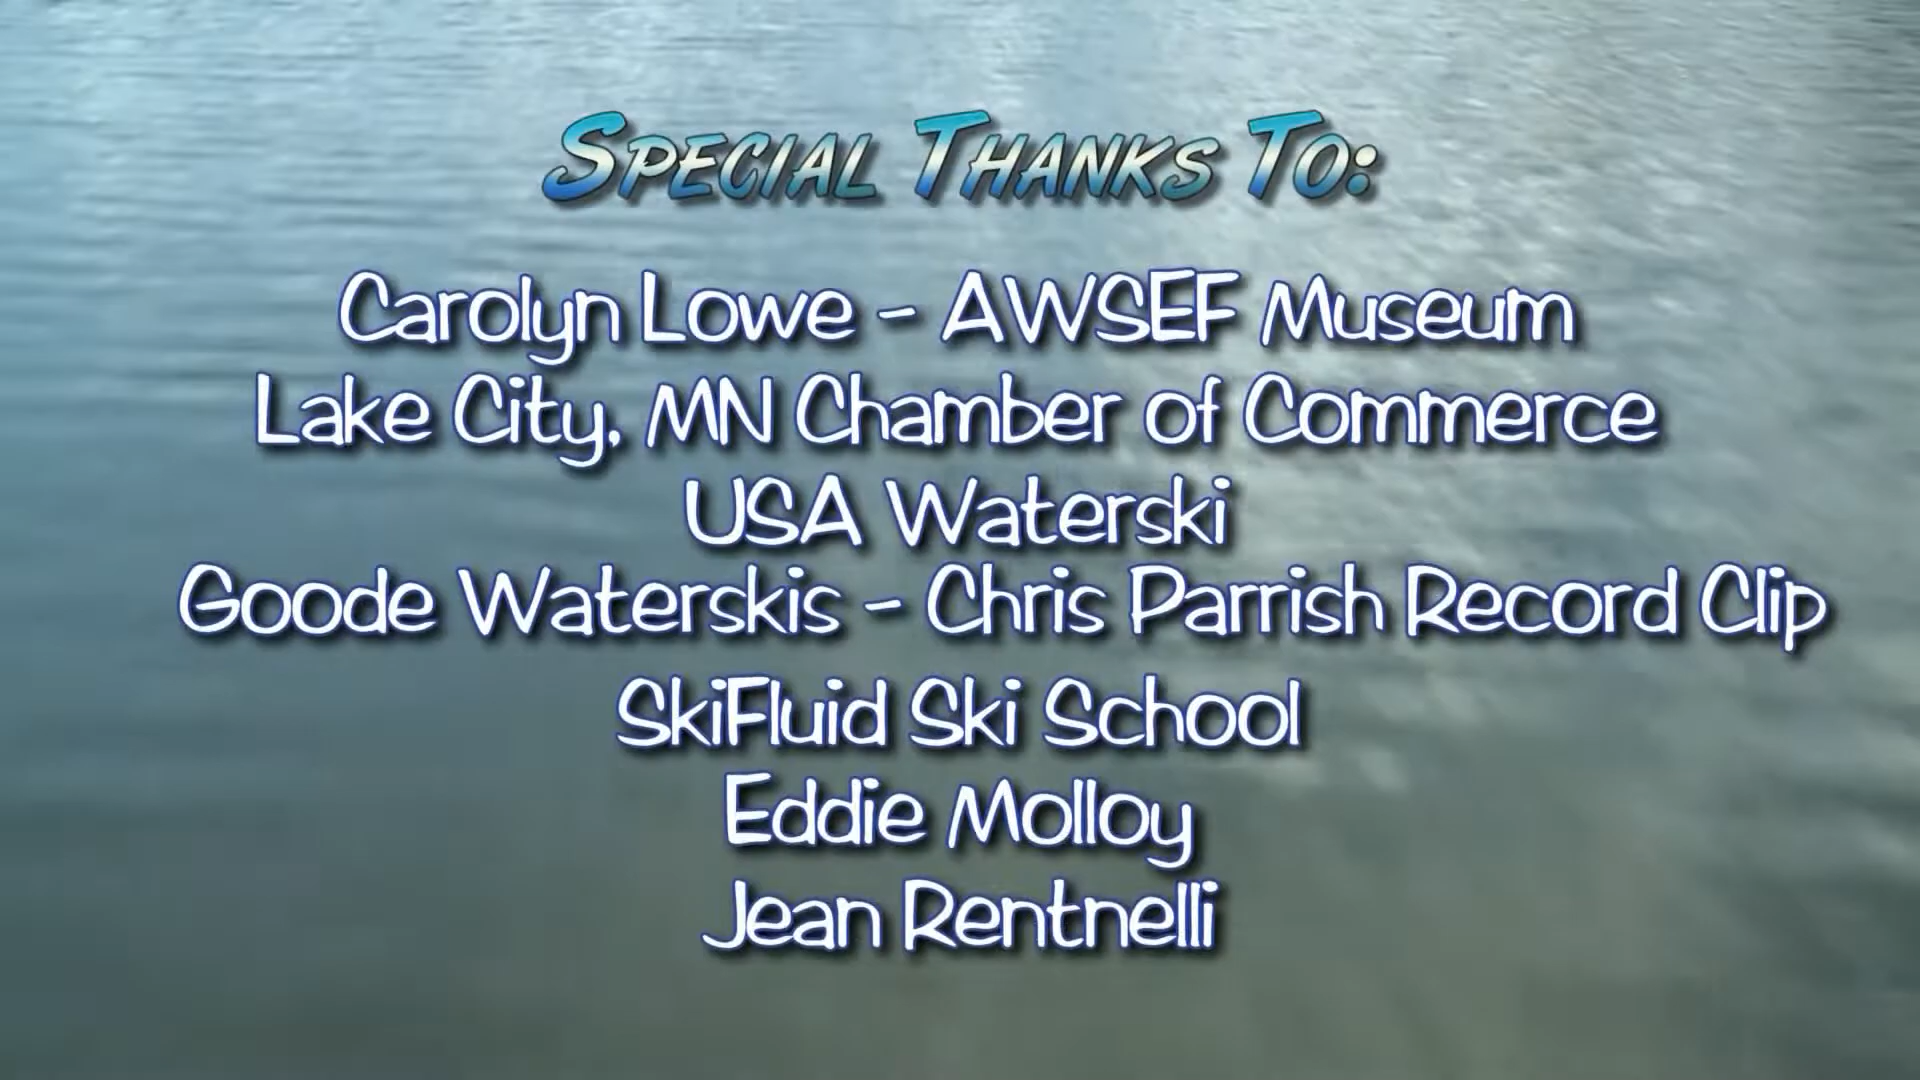 Special Thanks To:
Carolyn Lowe - AWSEF Museum
Lake City, MN Chamber of Commerce
USA Waterski
Goode Waterskis - Chris Parrish Record Clip
SkiFluid Ski School
Eddie Molloy
Jean Rentnelli